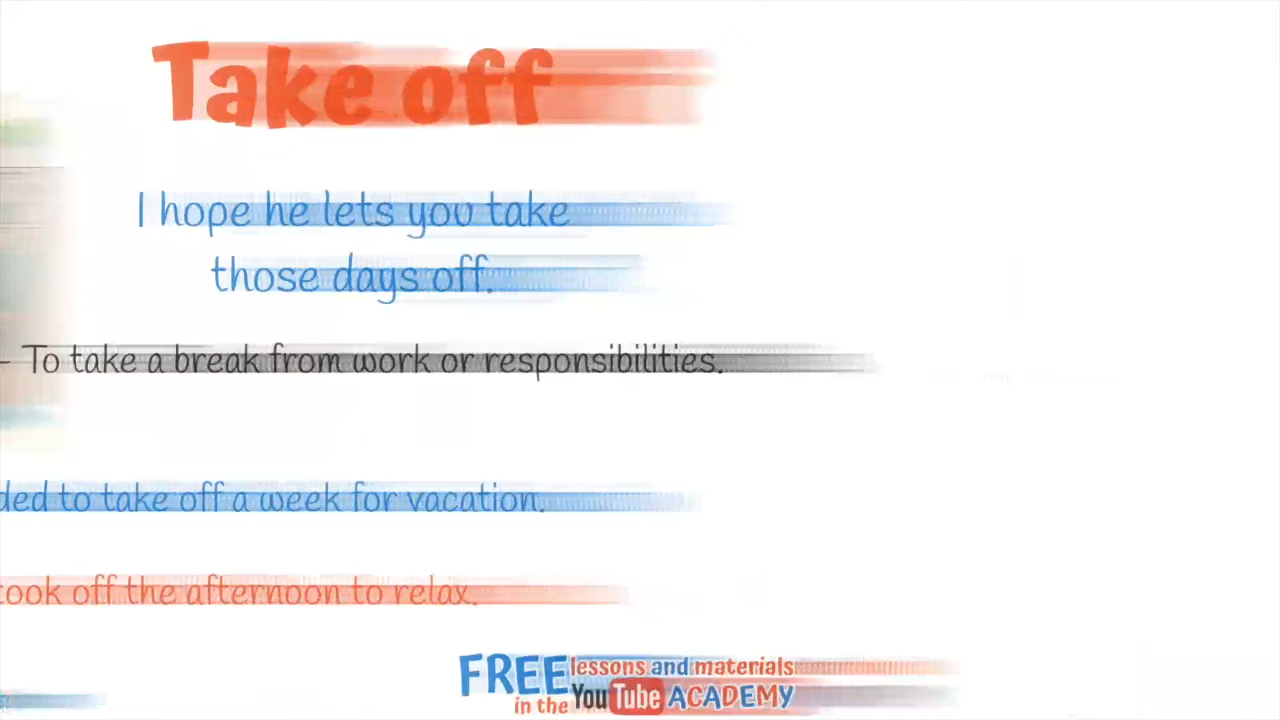 Take off
I hope he lets you take
those days off.
- To take a break from work or responsibilities.
ded to take off a week for vacation.
took off the afternoon to relax.
FREE lessons and materials
in the YouTube ACADEMY